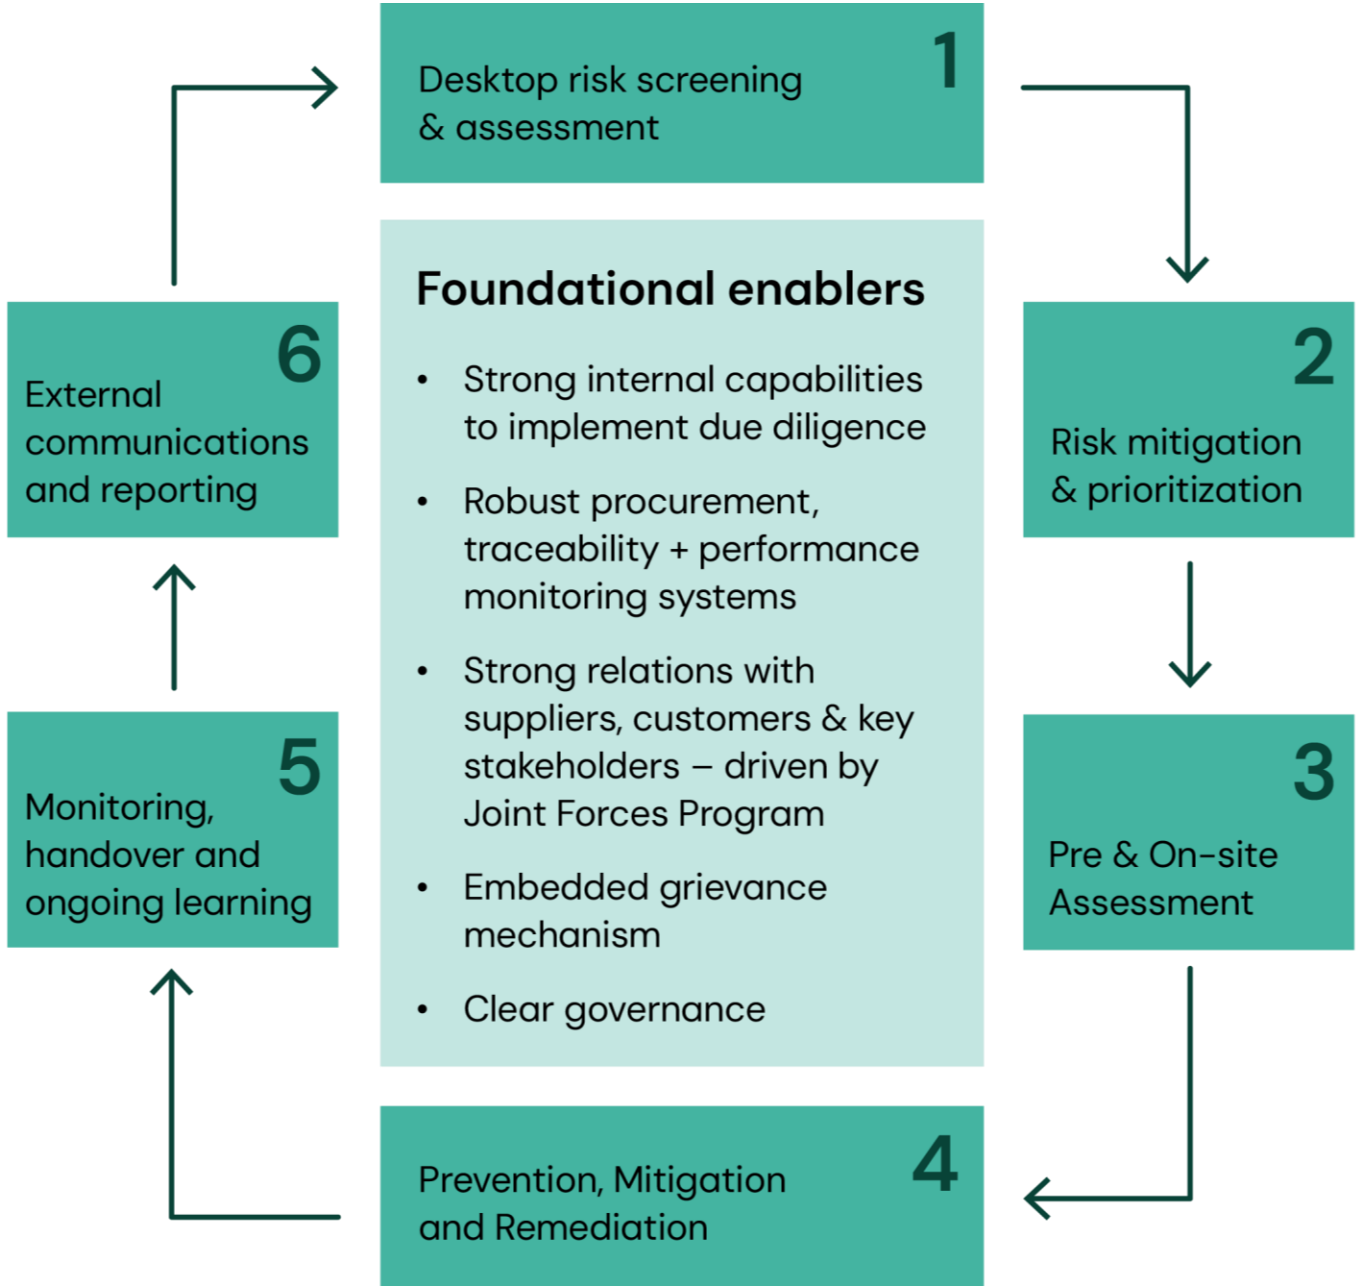 1
Desktop risk screening
& assessment
Foundational enablers
• Strong internal capabilities
to implement due diligence
• Robust procurement,
traceability + performance
monitoring systems
• Strong relations with
suppliers, customers & key
stakeholders – driven by
Joint Forces Program
• Embedded grievance
mechanism
• Clear governance
2
Risk mitigation
& prioritization
3
Pre & On-site
Assessment
4
Prevention, Mitigation
and Remediation
5
Monitoring,
handover and
ongoing learning
6
External
communications
and reporting